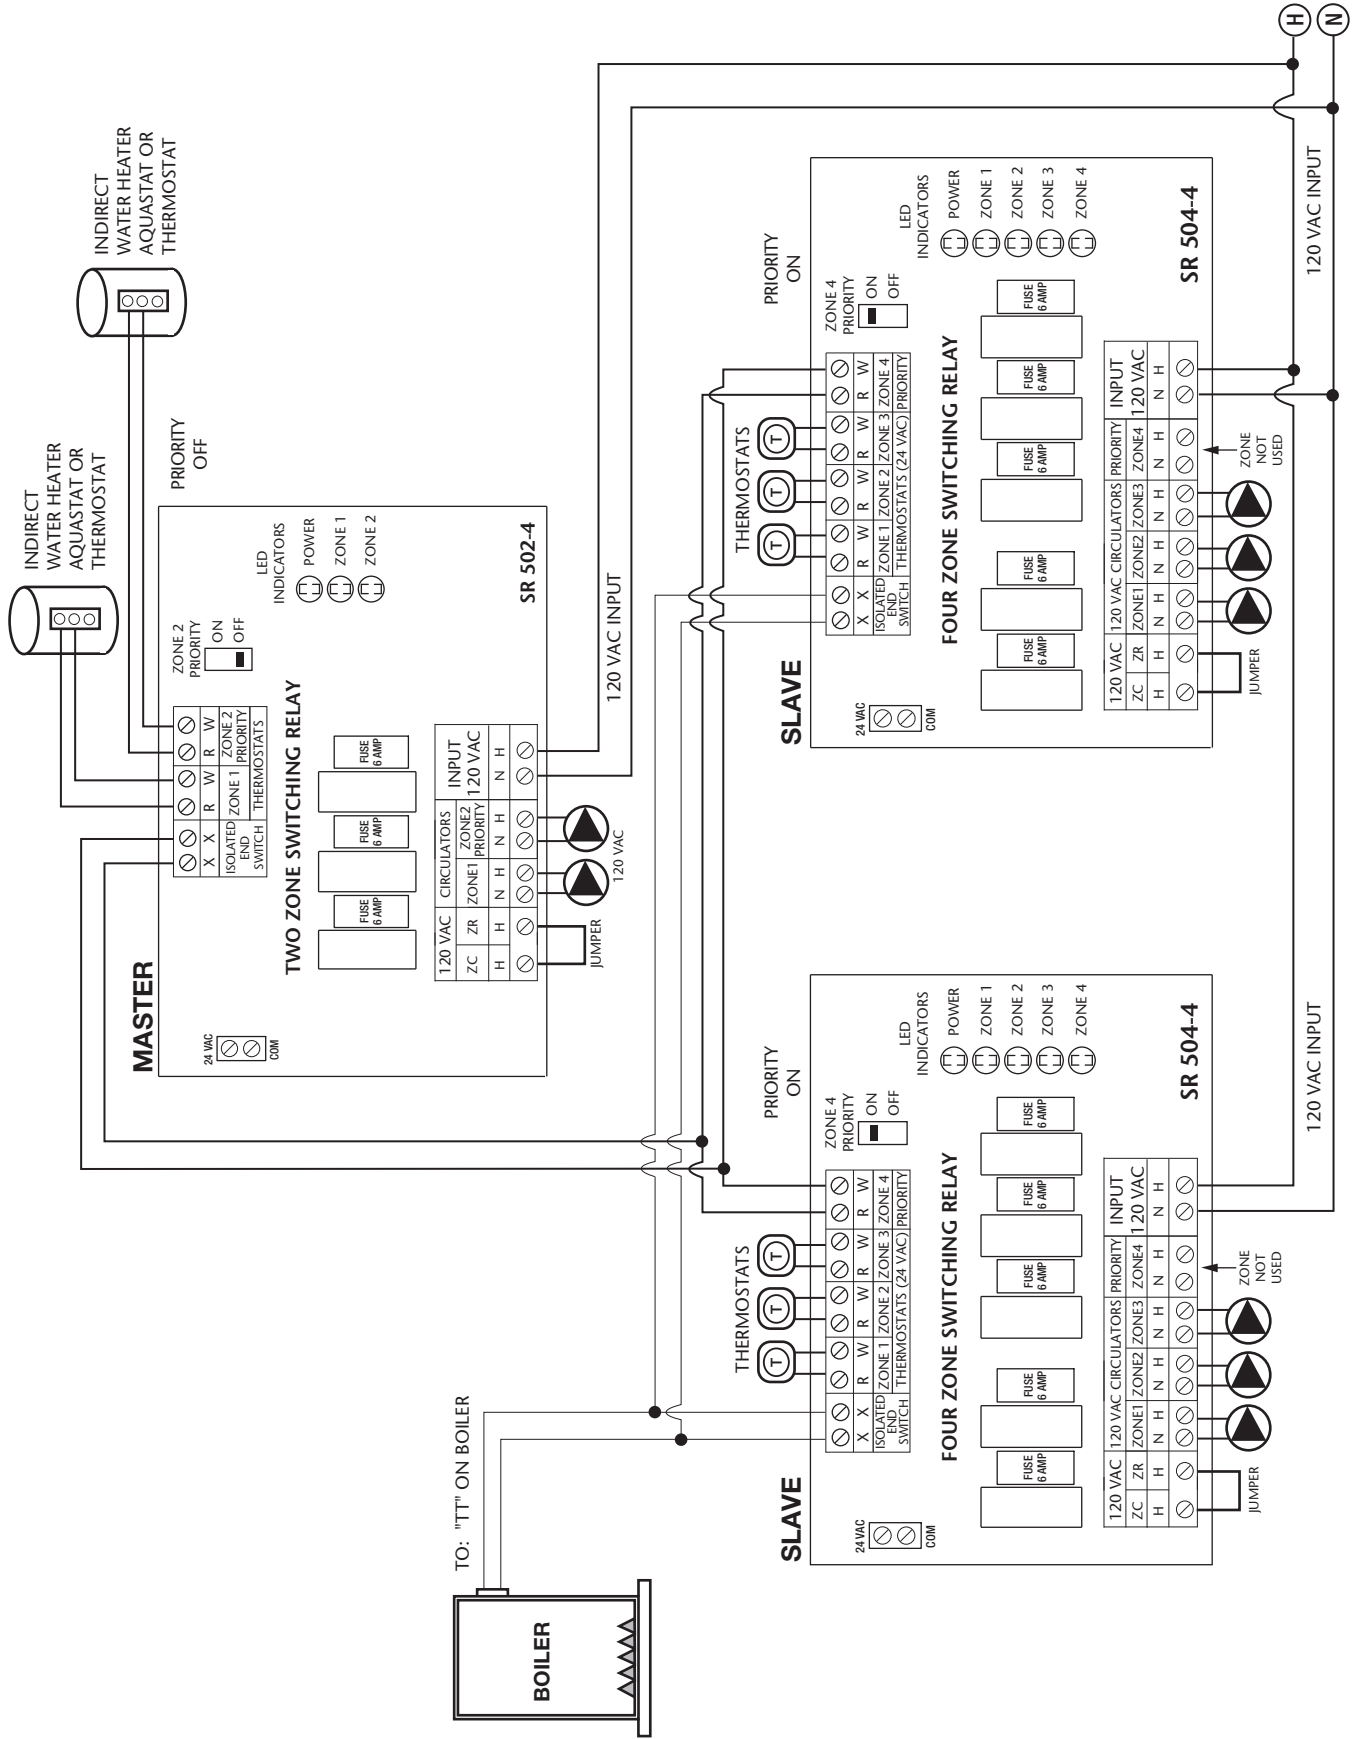 TO: "TT" ON BOILER
BOILER
INDIRECT
WATER HEATER
AQUASTAT OR
THERMOSTAT
INDIRECT
WATER HEATER
AQUASTAT OR
THERMOSTAT
MASTER
PRIORITY
OFF
24 VAC
COM
X X R W R W
ISOLATED
END
SWITCH
ZONE 1
ZONE 2
PRIORITY
THERMOSTATS
ZONE 2
PRIORITY
ON
OFF
TWO ZONE SWITCHING RELAY
LED
INDICATORS
POWER
ZONE 1
ZONE 2
FUSE
6 AMP
FUSE
6 AMP
FUSE
6 AMP
120 VAC
CIRCULATORS
INPUT
120 VAC
ZC ZR ZONE1
ZONE2
PRIORITY
H H N H N H N H
SR 502-4
JUMPER
120 VAC
120 VAC INPUT
SLAVE
THERMOSTATS
T T T
PRIORITY
ON
24 VAC
COM
X X R W R W R W R W
ISOLATED
END
SWITCH
ZONE 1 ZONE 2 ZONE 3 ZONE 4
THERMOSTATS (24 VAC) PRIORITY
ZONE 4
PRIORITY
ON
OFF
FOUR ZONE SWITCHING RELAY
LED
INDICATORS
POWER
ZONE 1
ZONE 2
ZONE 3
ZONE 4
FUSE
6 AMP
FUSE
6 AMP
FUSE
6 AMP
FUSE
6 AMP
FUSE
6 AMP
120 VAC
120 VAC CIRCULATORS PRIORITY
INPUT
120 VAC
ZC ZR ZONE1 ZONE2 ZONE3 ZONE4
H H N H N H N H N H N H
SR 504-4
JUMPER
ZONE
NOT
USED
120 VAC INPUT
SLAVE
THERMOSTATS
T T T
PRIORITY
ON
24 VAC
COM
X X R W R W R W R W
ISOLATED
END
SWITCH
ZONE 1 ZONE 2 ZONE 3 ZONE 4
THERMOSTATS (24 VAC) PRIORITY
ZONE 4
PRIORITY
ON
OFF
FOUR ZONE SWITCHING RELAY
LED
INDICATORS
POWER
ZONE 1
ZONE 2
ZONE 3
ZONE 4
FUSE
6 AMP
FUSE
6 AMP
FUSE
6 AMP
FUSE
6 AMP
FUSE
6 AMP
120 VAC
120 VAC CIRCULATORS PRIORITY
INPUT
120 VAC
ZC ZR ZONE1 ZONE2 ZONE3 ZONE4
H H N H N H N H N H N H
SR 504-4
JUMPER
ZONE
NOT
USED
120 VAC INPUT
H
N